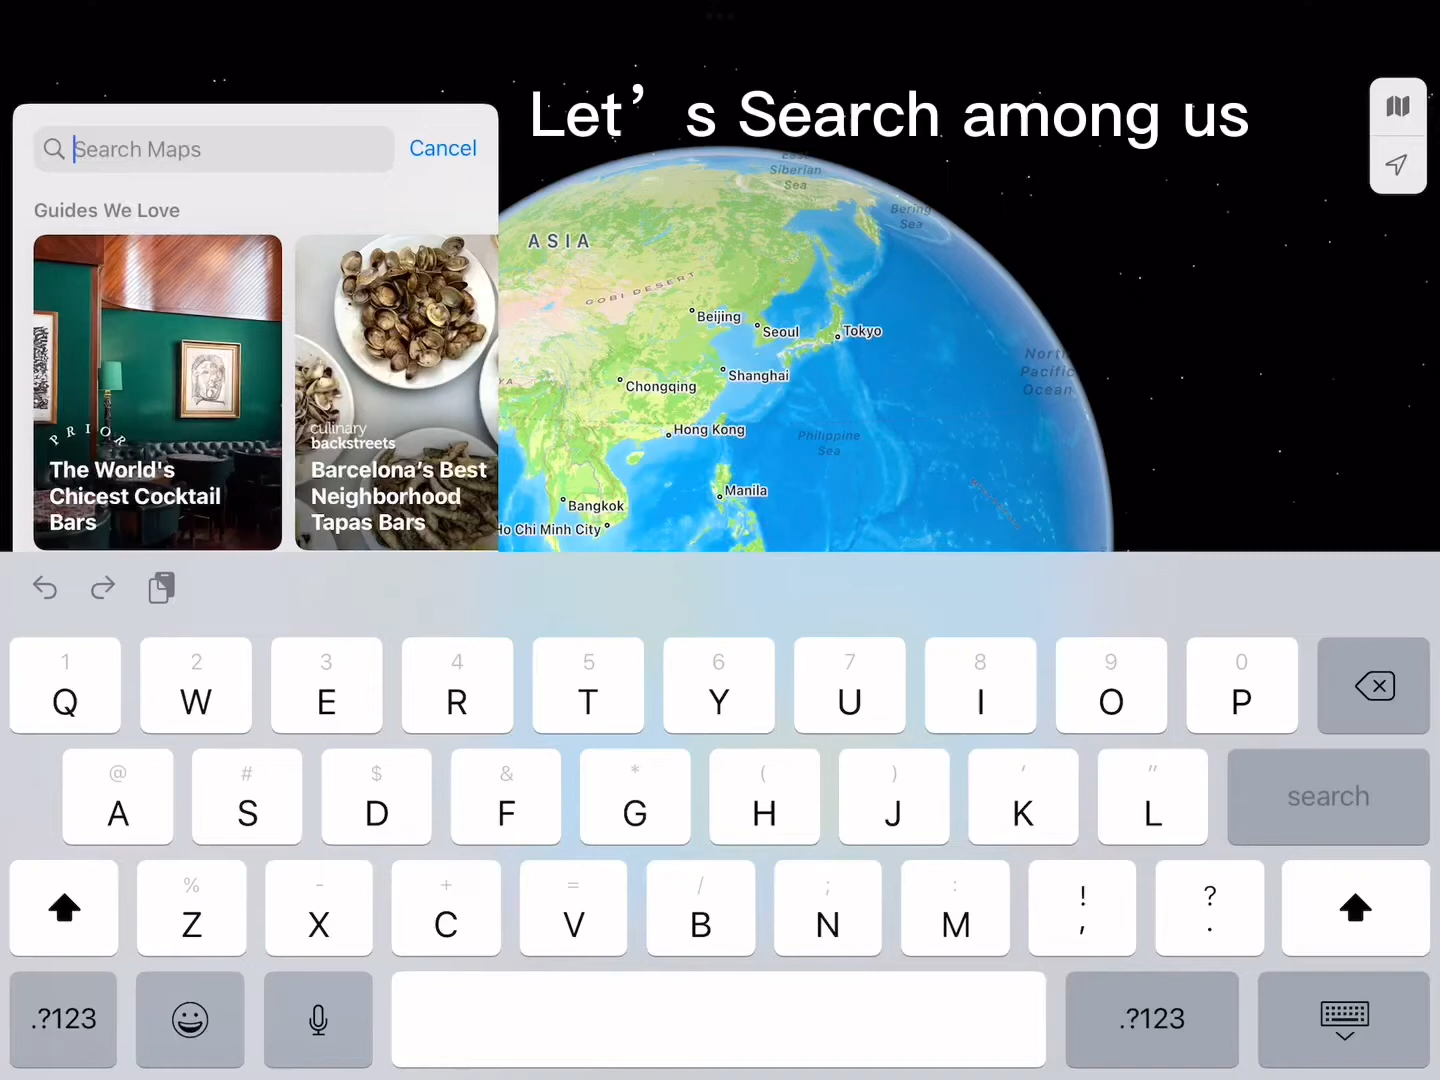 Let’s Search among us
Search Maps
Cancel
Guides We Love
PRIOR
The World's
Chicest Cocktail
Bars
culinary
backstreets
Barcelona’s Best
Neighborhood
Tapas Bars
East
Siberian
Sea
Bering
Sea
ASIA
GOBI DESERT
Beijing
Seoul
Tokyo
North
Pacific
Ocean
Shanghai
Chongqing
Hong Kong
Philippine
Sea
Manila
Bangkok
Ho Chi Minh City
1 2 3 4 5 6 7 8 9 0
Q W E R T Y U I O P
@ # $ & * ( ) ' "
A S D F G H J K L search
% - + = / ; : ! ?
Z X C V B N M , .
.?123 .?123